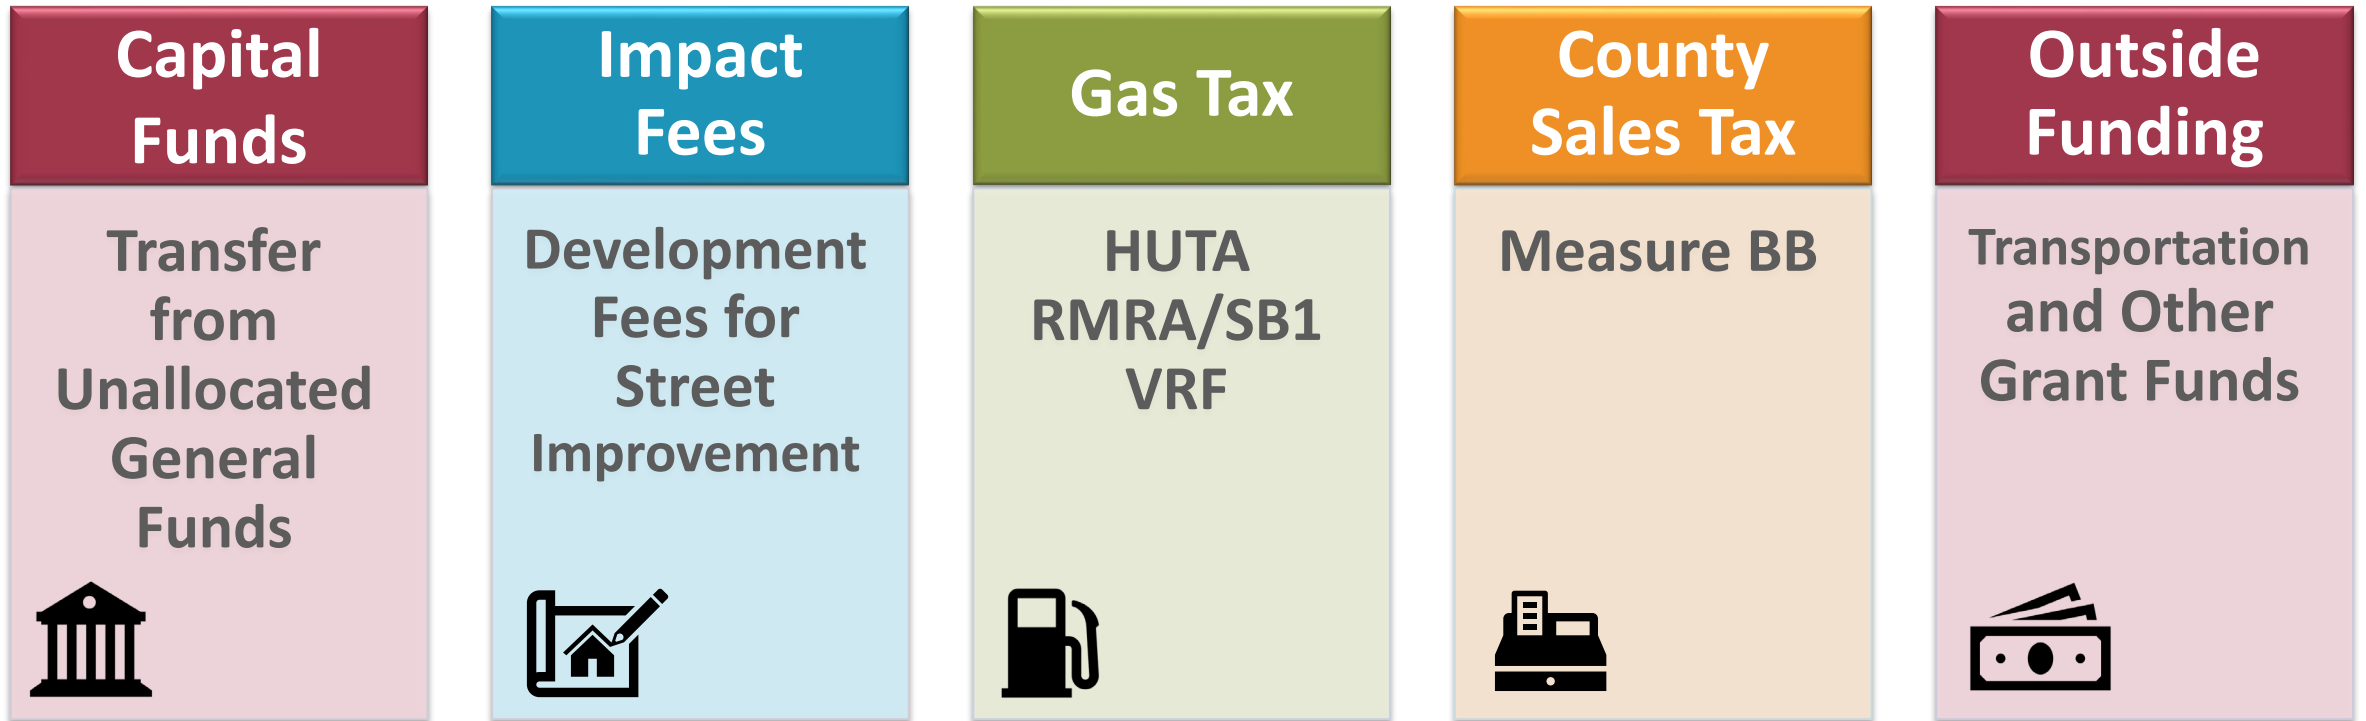 Capital
Funds
Transfer
from
Unallocated
General
Funds
Impact
Fees
Development
Fees for
Street
Improvement
Gas Tax
HUTA
RMRA/SB1
VRF
County
Sales Tax
Measure BB
Outside
Funding
Transportation
and Other
Grant Funds